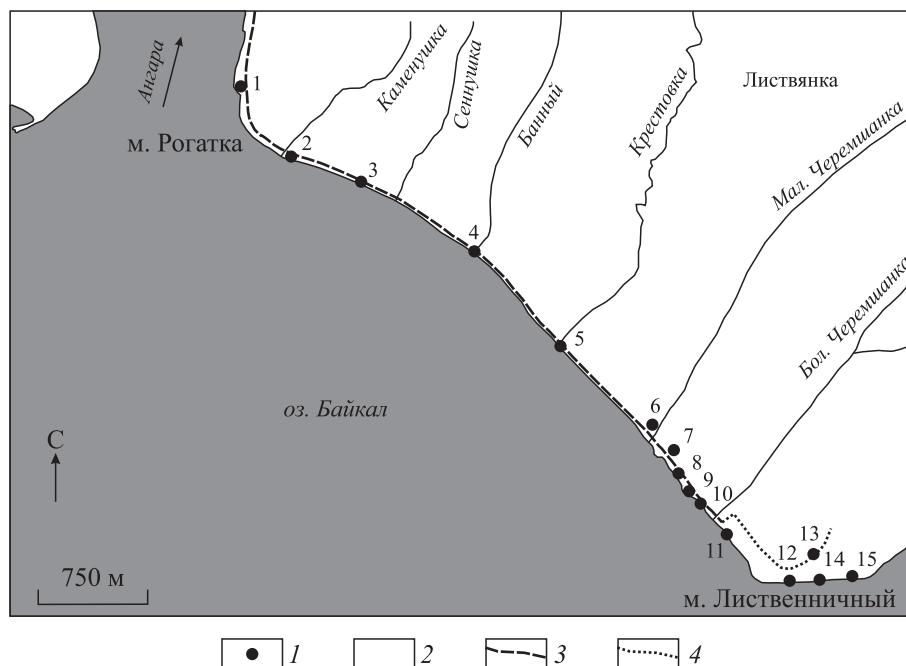 Ангара
1
м. Рогатка
2
3
Каменушка
Сеннушка
4
Банный
Крестовка
Листвянка
Мал. Черемшанка
Бол. Черемшанка
5
оз. Байкал
6
7
8
9
10
11
12
13
14
15
С
750 м
м. Лиственничный
1
2
3
4